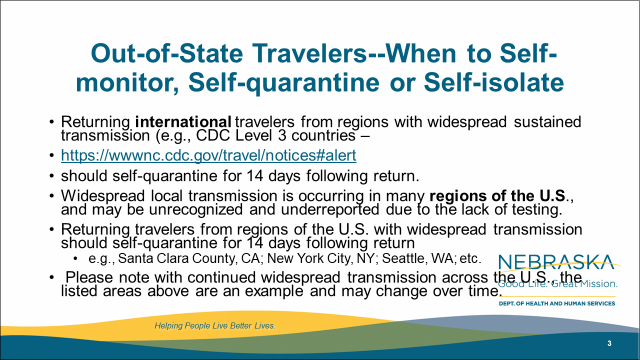 Out-of-State Travelers--When to Self-
monitor, Self-quarantine or Self-isolate
• Returning international travelers from regions with widespread sustained
transmission (e.g., CDC Level 3 countries –
• https://wwwnc.cdc.gov/travel/notices#alert
• should self-quarantine for 14 days following return.
• Widespread local transmission is occurring in many regions of the U.S.,
and may be unrecognized and underreported due to the lack of testing.
• Returning travelers from regions of the U.S. with widespread transmission
should self-quarantine for 14 days following return
• e.g., Santa Clara County, CA; New York City, NY; Seattle, WA; etc.
• Please note with continued widespread transmission across the U.S., the
listed areas above are an example and may change over time.
NEBRASKA
Good Life. Great Mission.
DEPT. OF HEALTH AND HUMAN SERVICES
Helping People Live Better Lives.
3